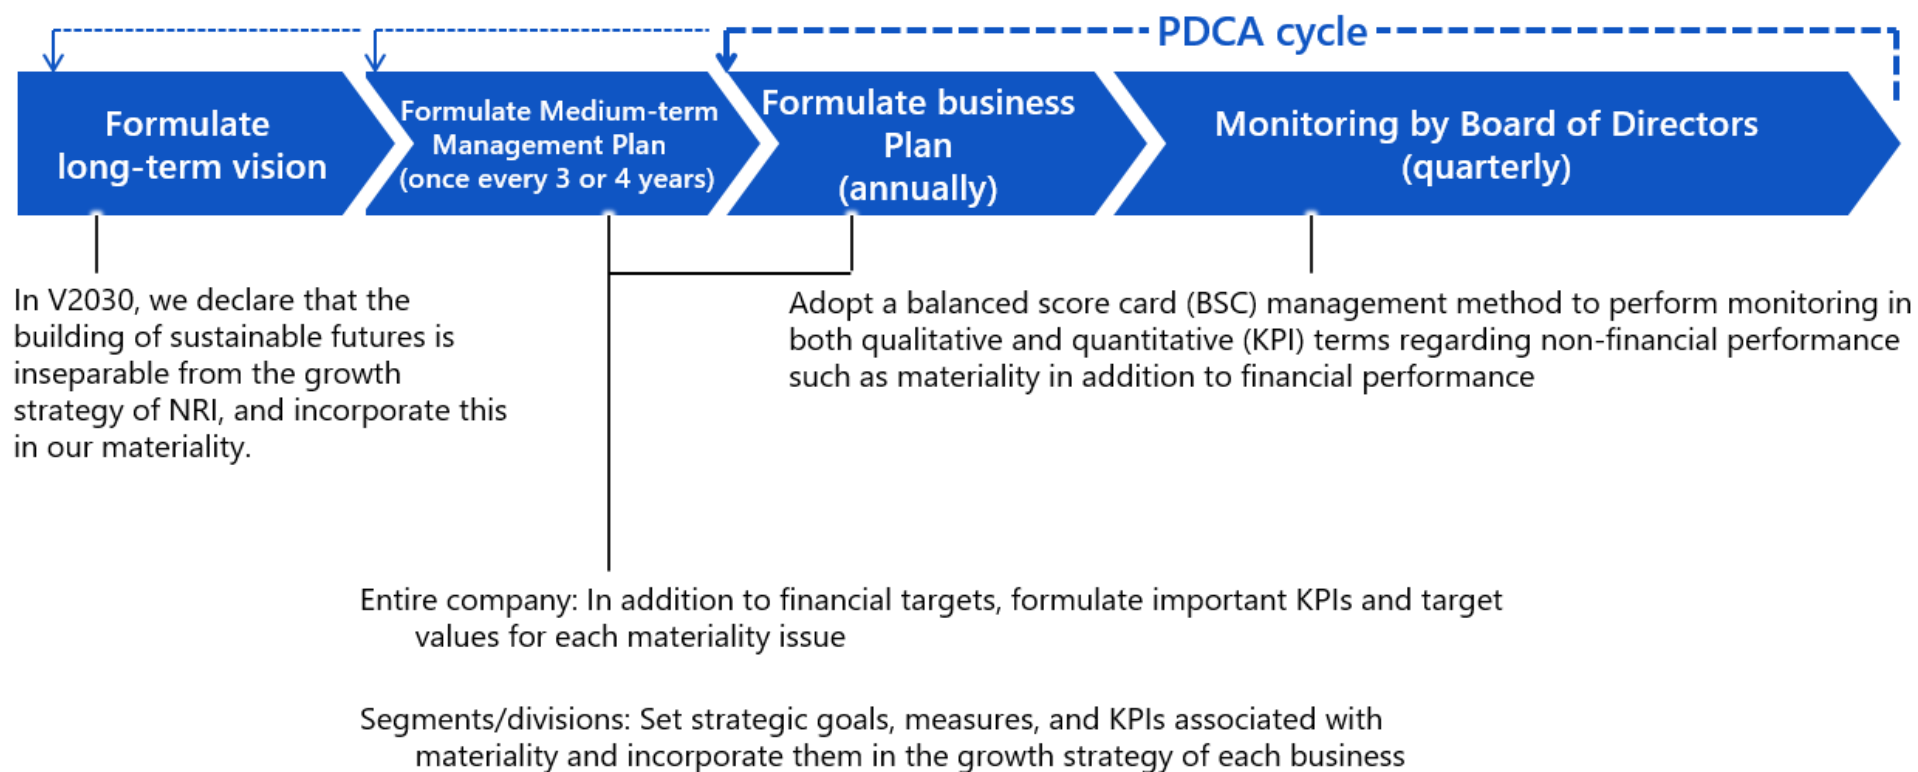 PDCA cycle
Formulate
long-term vision
Formulate Medium-term
Management Plan
(once every 3 or 4 years)
Formulate business
Plan
(annually)
Monitoring by Board of Directors
(quarterly)
In V2030, we declare that the
building of sustainable futures is
inseparable from the growth
strategy of NRI, and incorporate this
in our materiality.
Adopt a balanced score card (BSC) management method to perform monitoring in
both qualitative and quantitative (KPI) terms regarding non-financial performance
such as materiality in addition to financial performance
Entire company: In addition to financial targets, formulate important KPIs and target
values for each materiality issue
Segments/divisions: Set strategic goals, measures, and KPIs associated with
materiality and incorporate them in the growth strategy of each business